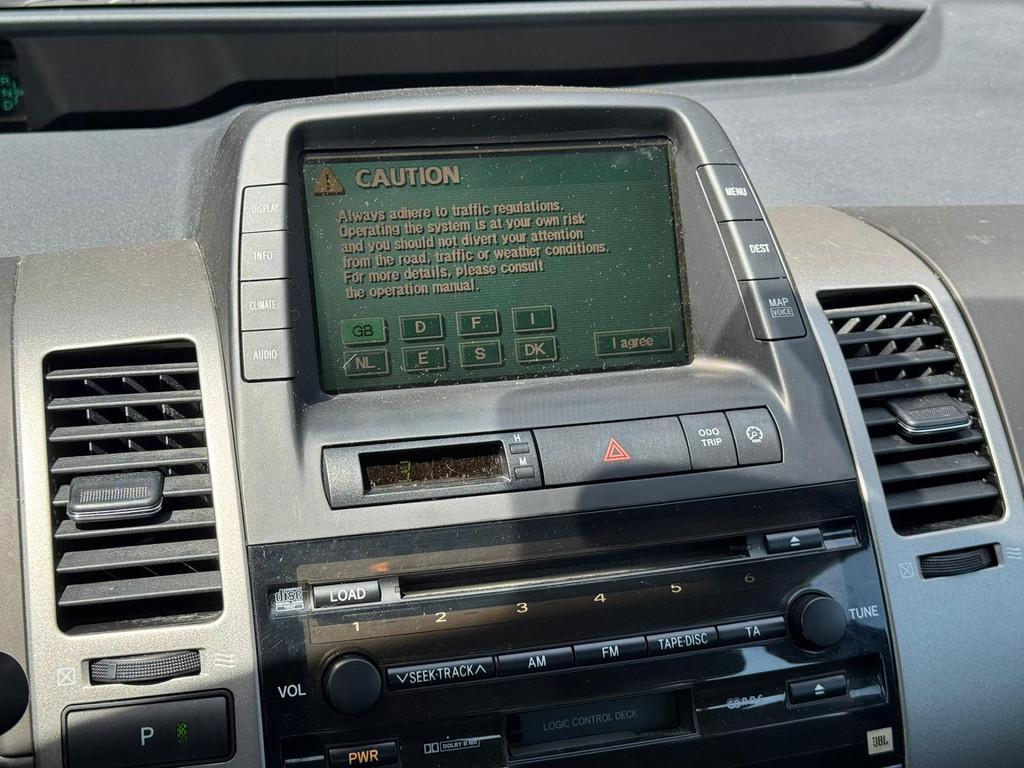 CAUTION
Always adhere to traffic regulations.
Operating the system is at your own risk
and you should not divert your attention
from the road, traffic or weather conditions.
For more details, please consult
the operation manual.
GB D F I
NL E S DK
I agree
DISPLAY
INFO
CLIMATE
AUDIO
MENU
DEST
MAP
VOICE
H
M
ODO
TRIP
disc
LOAD
1 2 3 4 5 6
TUNE
SEEK·TRACK
AM
FM
TAPE·DISC
TA
VOL
P
PWR
DOLBY B NR
LOGIC CONTROL DECK
JBL